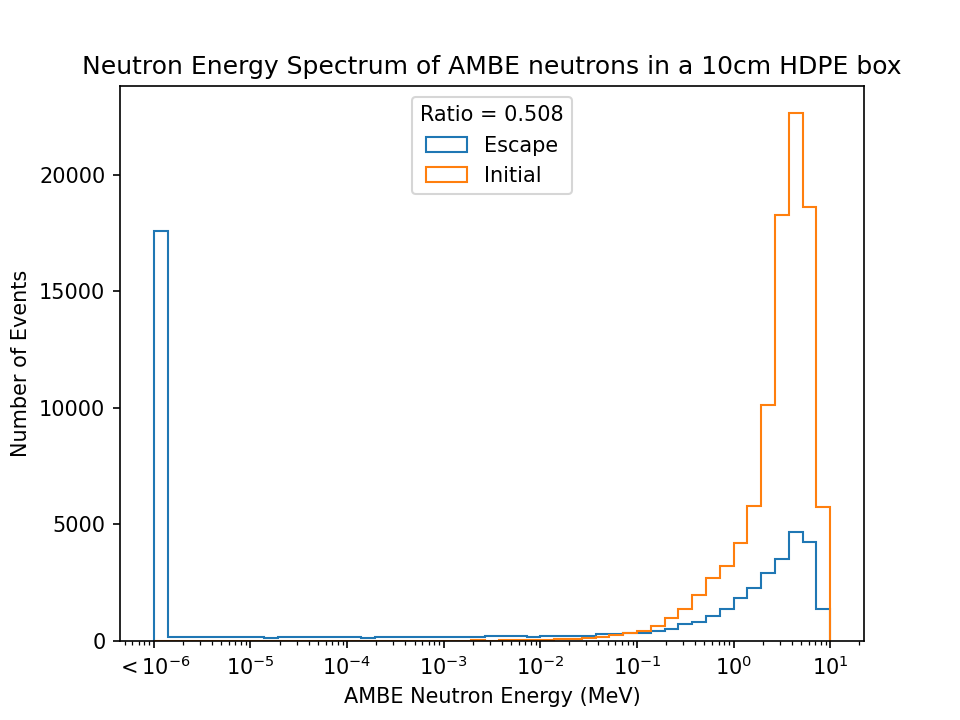 Neutron Energy Spectrum of AMBE neutrons in a 10cm HDPE box
Ratio = 0.508
Escape
Initial
Number of Events
20000
15000
10000
5000
0
< 10⁻⁶ 10⁻⁵ 10⁻⁴ 10⁻³ 10⁻² 10⁻¹ 10⁰ 10¹
AMBE Neutron Energy (MeV)